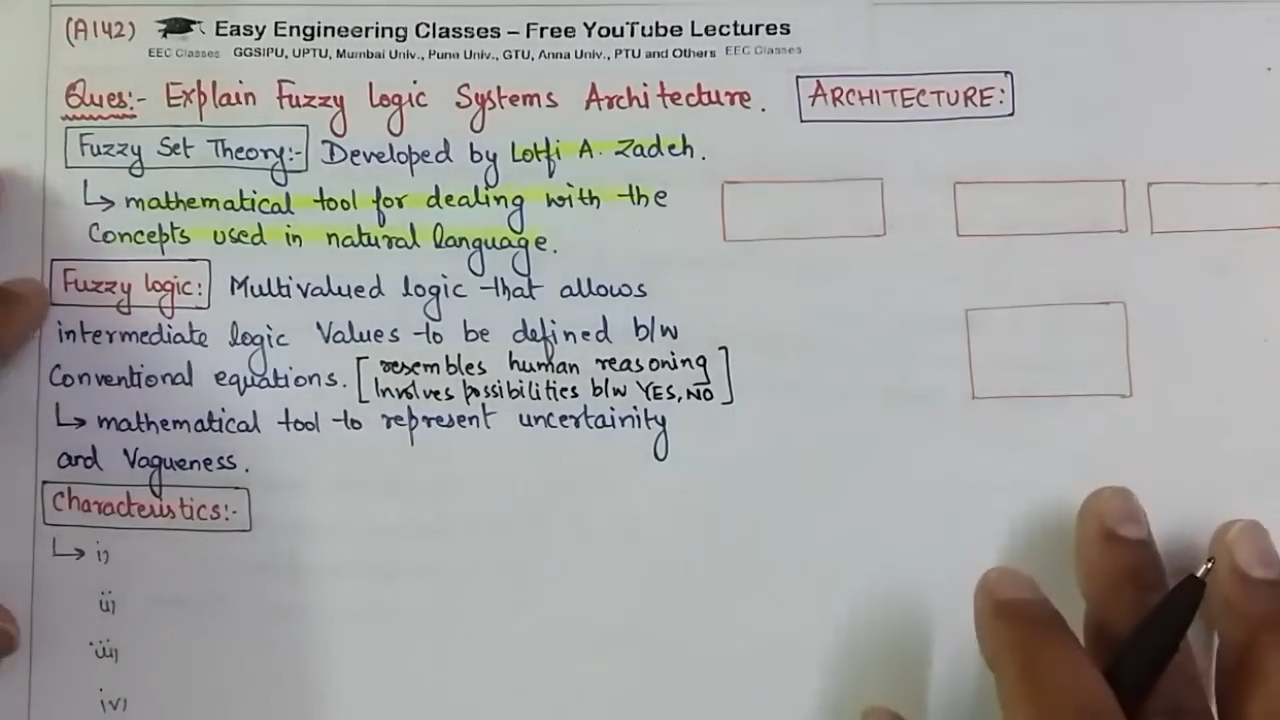 (A142) Easy Engineering Classes – Free YouTube Lectures
EEC Classes GGSIPU, UPTU, Mumbai Univ., Pune Univ., GTU, Anna Univ., PTU and Others EEC Classes
Ques:- Explain Fuzzy Logic Systems Architecture. ARCHITECTURE:
Fuzzy Set Theory:- Developed by Lotfi A. Zadeh.
↳ mathematical tool for dealing with the
Concepts used in natural language.
Fuzzy logic: Multivalued logic that allows
intermediate logic Values to be defined b/w
Conventional equations. [resembles human reasoning
Involves possibilities b/w YES, NO]
↳ mathematical tool to represent uncertainity
and Vagueness.
Characteristics:-
↳ i)
ii)
iii)
iv)